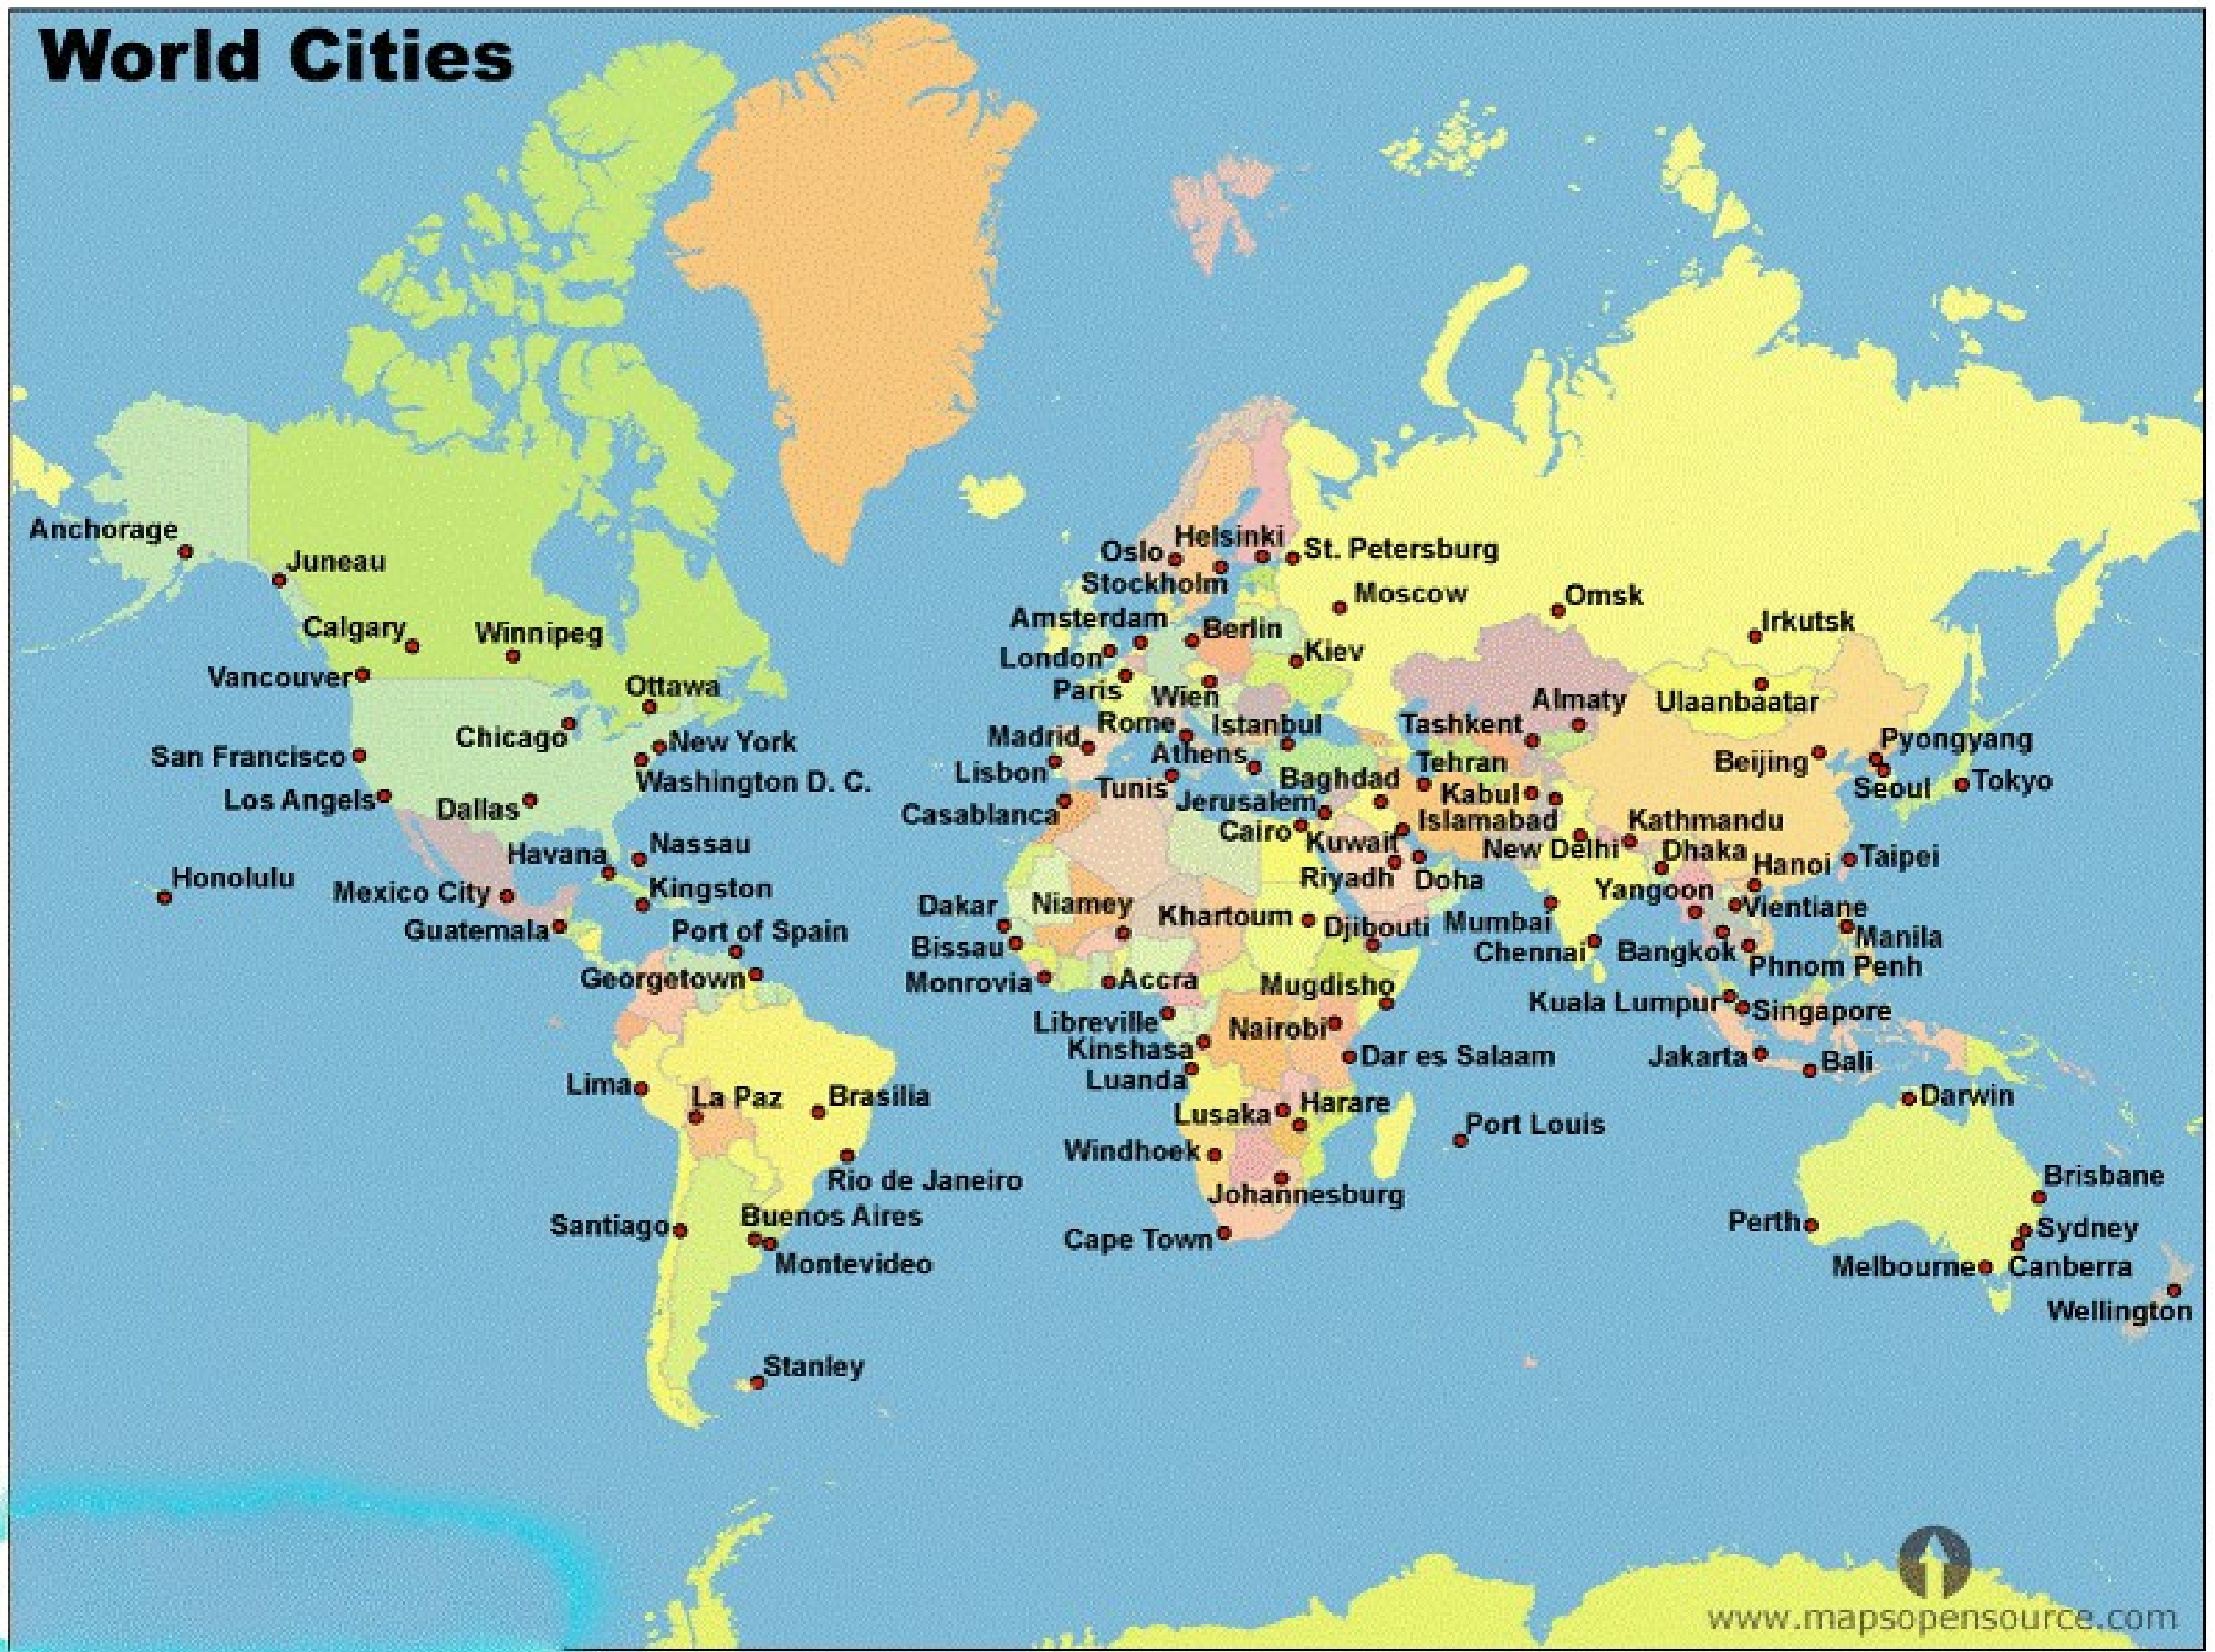 World Cities
Anchorage
Juneau
Calgary
Winnipeg
Vancouver
Ottawa
Chicago
New York
San Francisco
Washington D. C.
Los Angels
Dallas
Nassau
Havana
Honolulu
Mexico City
Kingston
Guatemala
Port of Spain
Georgetown
Lima
La Paz
Brasilia
Rio de Janeiro
Santiago
Buenos Aires
Montevideo
Stanley
Helsinki
Oslo
St. Petersburg
Stockholm
Moscow
Omsk
Amsterdam
Berlin
Irkutsk
London
Kiev
Paris
Wien
Almaty
Ulaanbaatar
Rome
Istanbul
Tashkent
Madrid
Athens
Pyongyang
Lisbon
Tehran
Beijing
Tunis
Baghdad
Kabul
Seoul
Tokyo
Jerusalem
Casablanca
Cairo
Kuwait
Islamabad
Kathmandu
New Delhi
Dhaka
Hanoi
Taipei
Riyadh
Doha
Yangoon
Dakar
Niamey
Khartoum
Djibouti
Mumbai
Vientiane
Bissau
Chennai
Bangkok
Manila
Phnom Penh
Monrovia
Accra
Mugdisho
Kuala Lumpur
Singapore
Libreville
Nairobi
Kinshasa
Dar es Salaam
Jakarta
Bali
Luanda
Darwin
Lusaka
Harare
Port Louis
Windhoek
Johannesburg
Brisbane
Cape Town
Perth
Sydney
Melbourne
Canberra
Wellington
www.mapsopensource.com